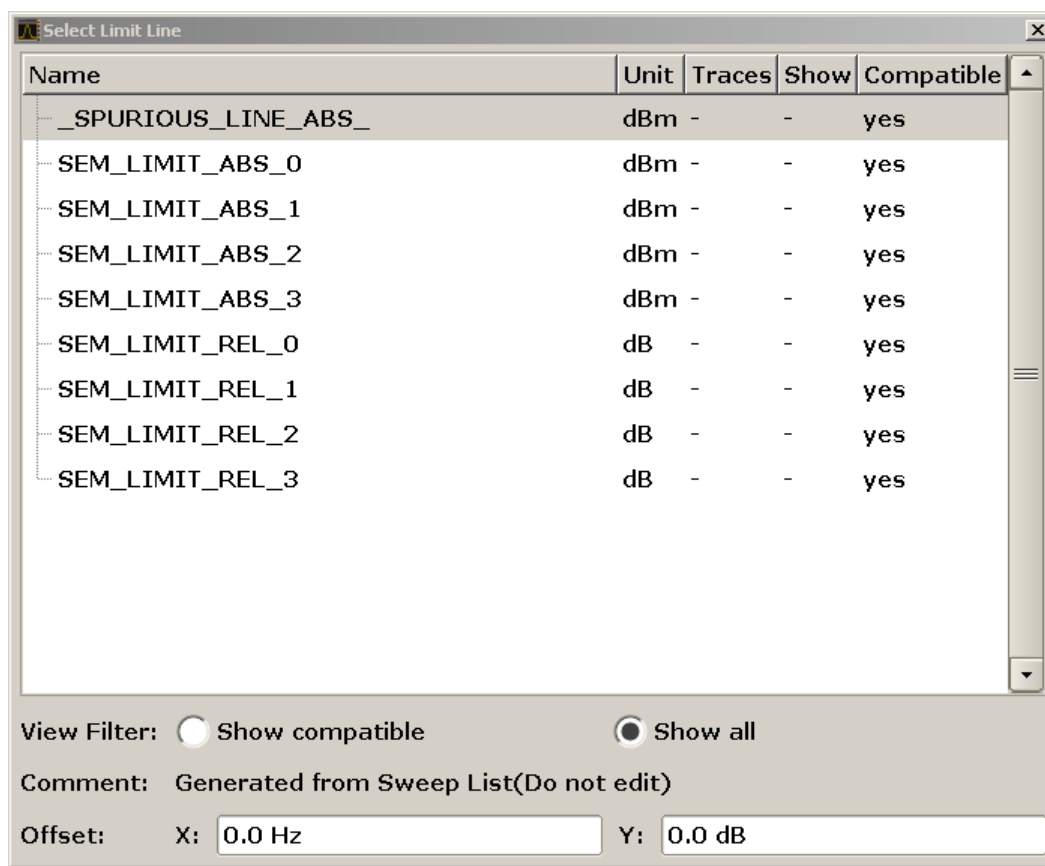 Select Limit Line
Name Unit Traces Show Compatible
_SPURIOUS_LINE_ABS_ dBm - - yes
SEM_LIMIT_ABS_0 dBm - - yes
SEM_LIMIT_ABS_1 dBm - - yes
SEM_LIMIT_ABS_2 dBm - - yes
SEM_LIMIT_ABS_3 dBm - - yes
SEM_LIMIT_REL_0 dB - - yes
SEM_LIMIT_REL_1 dB - - yes
SEM_LIMIT_REL_2 dB - - yes
SEM_LIMIT_REL_3 dB - - yes
View Filter: Show compatible Show all
Comment: Generated from Sweep List(Do not edit)
Offset: X: 0.0 Hz Y: 0.0 dB